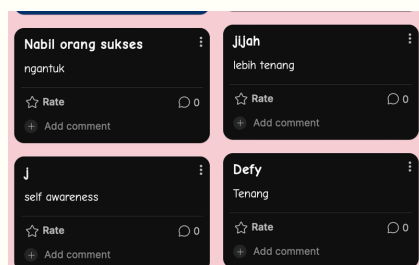 Nabil orang sukses
ngantuk
Rate 0
Add comment
jijah
lebih tenang
Rate 0
Add comment
j
self awareness
Rate 0
Add comment
Defy
Tenang
Rate 0
Add comment